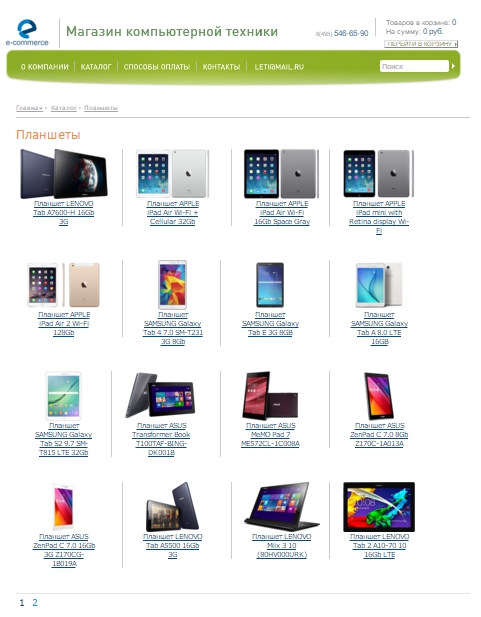 e-commerce
Магазин компьютерной техники
8(495) 546-65-90
Товаров в корзине: 0
На сумму: 0 руб.
ПЕРЕЙТИ В КОРЗИНУ
О КОМПАНИИ
КАТАЛОГ
СПОСОБЫ ОПЛАТЫ
КОНТАКТЫ
LETI@MAIL.RU
Поиск
Главная - Каталог - Планшеты
Планшеты
Планшет LENOVO
Tab A7600-H 16Gb
3G
Планшет APPLE
iPad Air Wi-Fi +
Cellular 32Gb
Планшет APPLE
iPad Air Wi-Fi
16Gb Space Gray
Планшет APPLE
iPad mini with
Retina display Wi-
Fi
Планшет APPLE
iPad Air 2 Wi-Fi
128Gb
Планшет
SAMSUNG Galaxy
Tab 4 7.0 SM-T231
3G 8Gb
Планшет
SAMSUNG Galaxy
Tab E 3G 8GB
Планшет
SAMSUNG Galaxy
Tab A 8.0 LTE
16GB
Планшет
SAMSUNG Galaxy
Tab S2 9.7 SM-
T815 LTE 32Gb
Планшет ASUS
Transformer Book
T100TAF-BING-
DK001B
Планшет ASUS
MeMO Pad 7
ME572CL-1C008A
Планшет ASUS
ZenPad C 7.0 8Gb
Z170C-1A013A
Планшет ASUS
ZenPad C 7.0 16Gb
3G Z170CG-
1B019A
Планшет LENOVO
Tab A5500 16Gb
3G
Планшет LENOVO
Miix 3 10
(80HV000URK)
Планшет LENOVO
Tab 2 A10-70 10
16Gb LTE
1 2